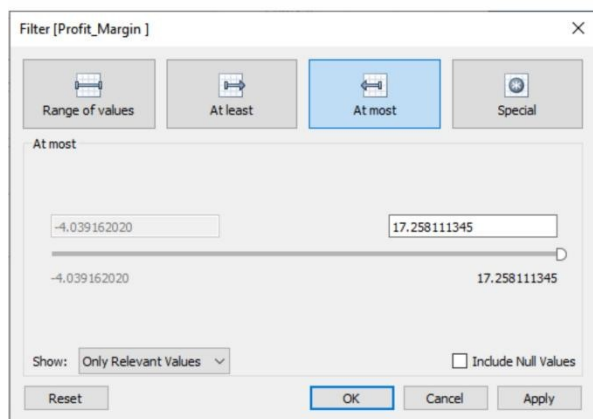 Filter [Profit_Margin ]
Range of values
At least
At most
Special
At most
-4.039162020
17.258111345
-4.039162020
17.258111345
Show: Only Relevant Values
Include Null Values
Reset
OK
Cancel
Apply